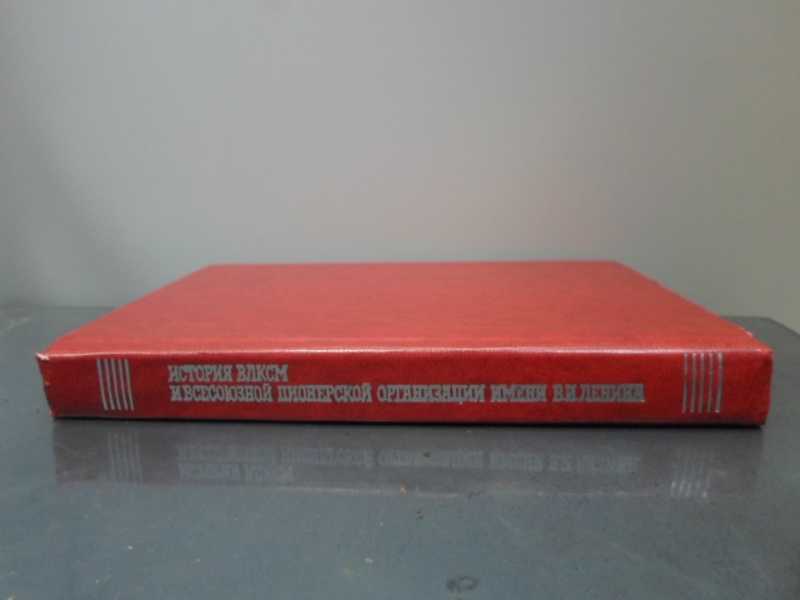 ИСТОРИЯ ВЛКСМ
И ВСЕСОЮЗНОЙ ПИОНЕРСКОЙ ОРГАНИЗАЦИИ ИМЕНИ В.И.ЛЕНИНА